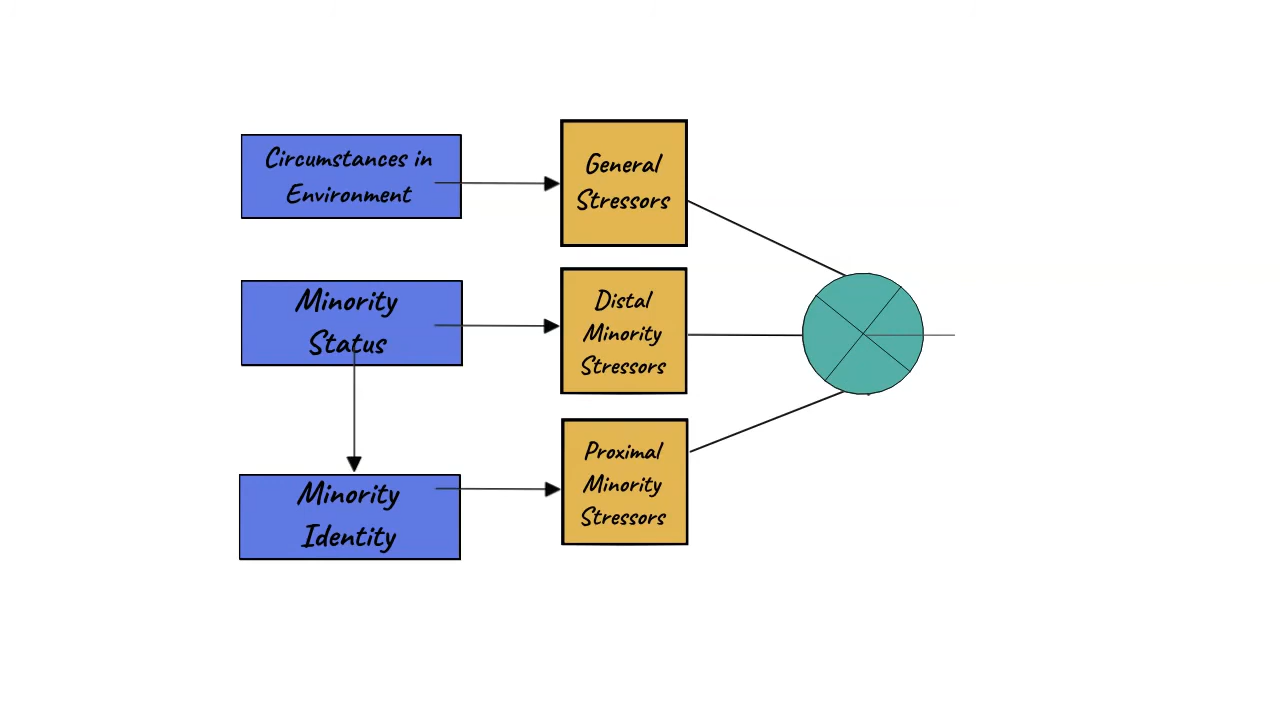 Circumstances in
Environment
General
Stressors
Minority
Status
Distal
Minority
Stressors
Minority
Identity
Proximal
Minority
Stressors